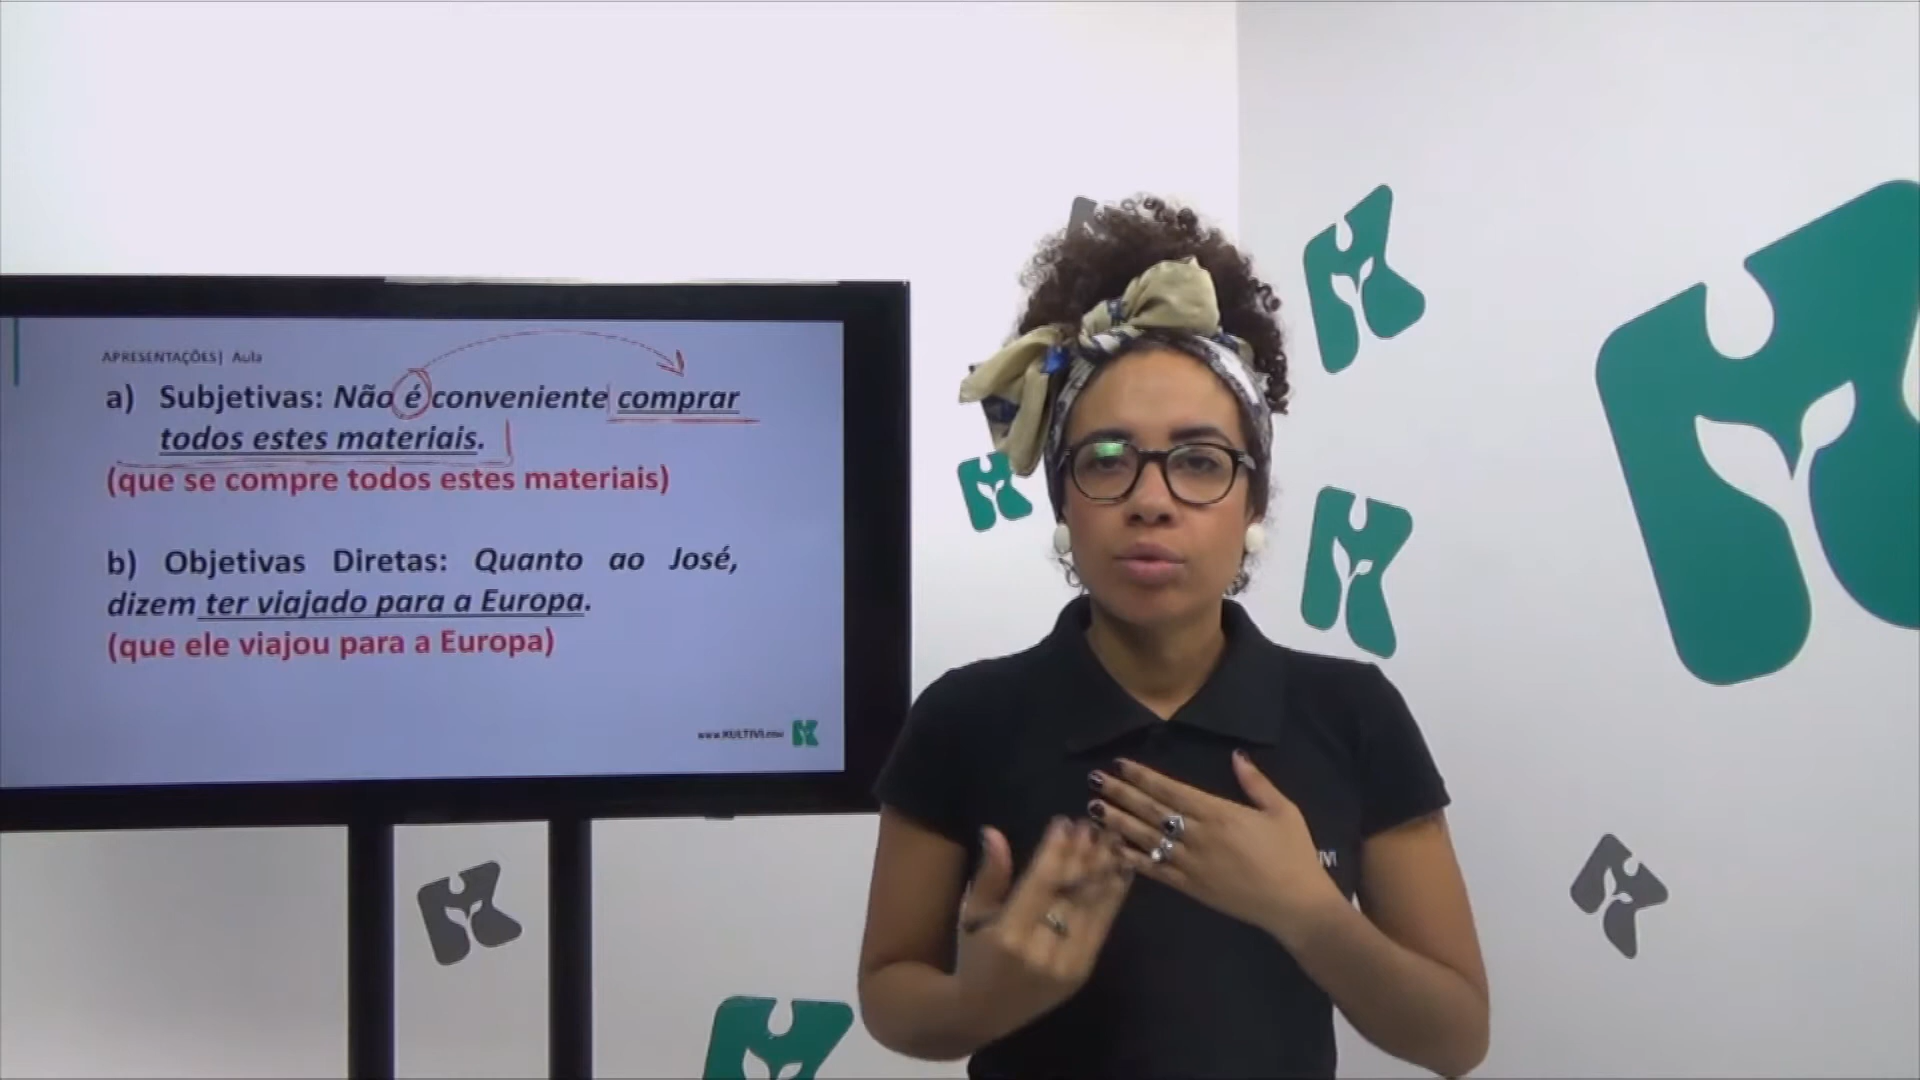 APRESENTAÇÕES| Aula
a) Subjetivas: Não é conveniente comprar
todos estes materiais.
(que se compre todos estes materiais)
b) Objetivas Diretas: Quanto ao José,
dizem ter viajado para a Europa.
(que ele viajou para a Europa)
www.KULTIVI.com